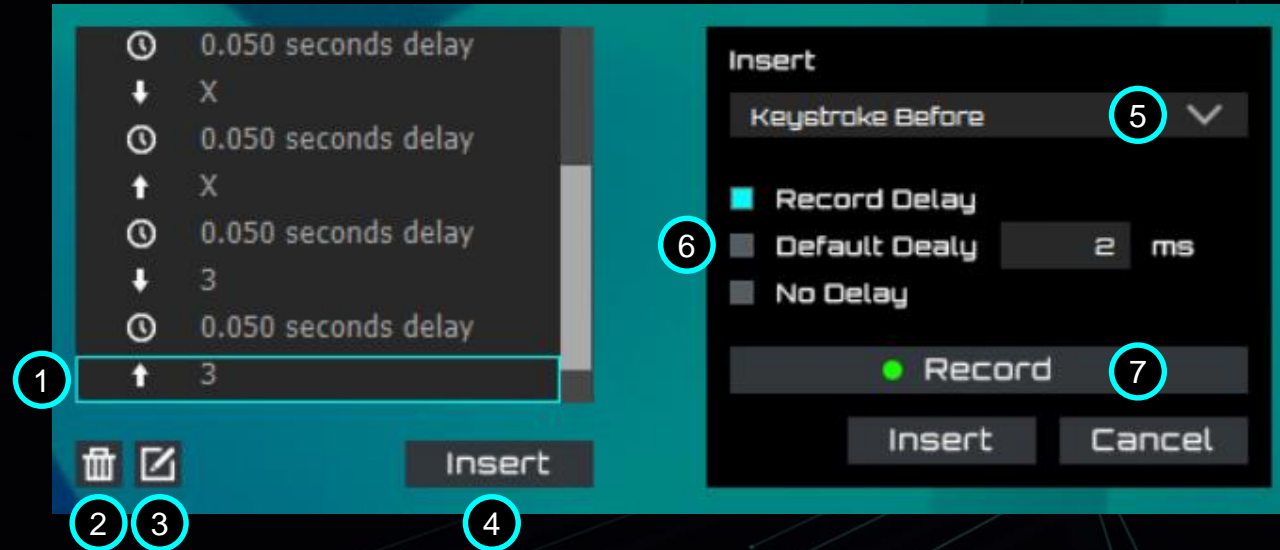 0.050 seconds delay
X
0.050 seconds delay
X
0.050 seconds delay
3
0.050 seconds delay
1
3
Insert
2
3
4
Insert
Keystroke Before
5
Record Delay
6
Default Dealy 2 ms
No Delay
Record
7
Insert Cancel